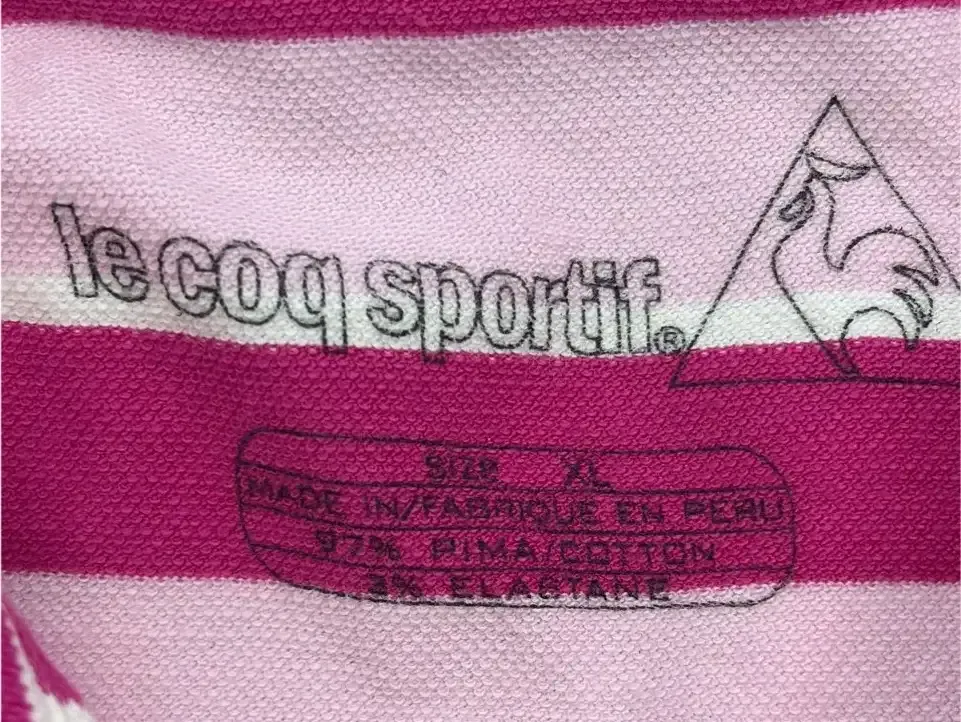 le coq sportif®
SIZE XL
MADE IN/FABRIQUE EN PERU
97% PIMA/COTTON
3% ELASTANE